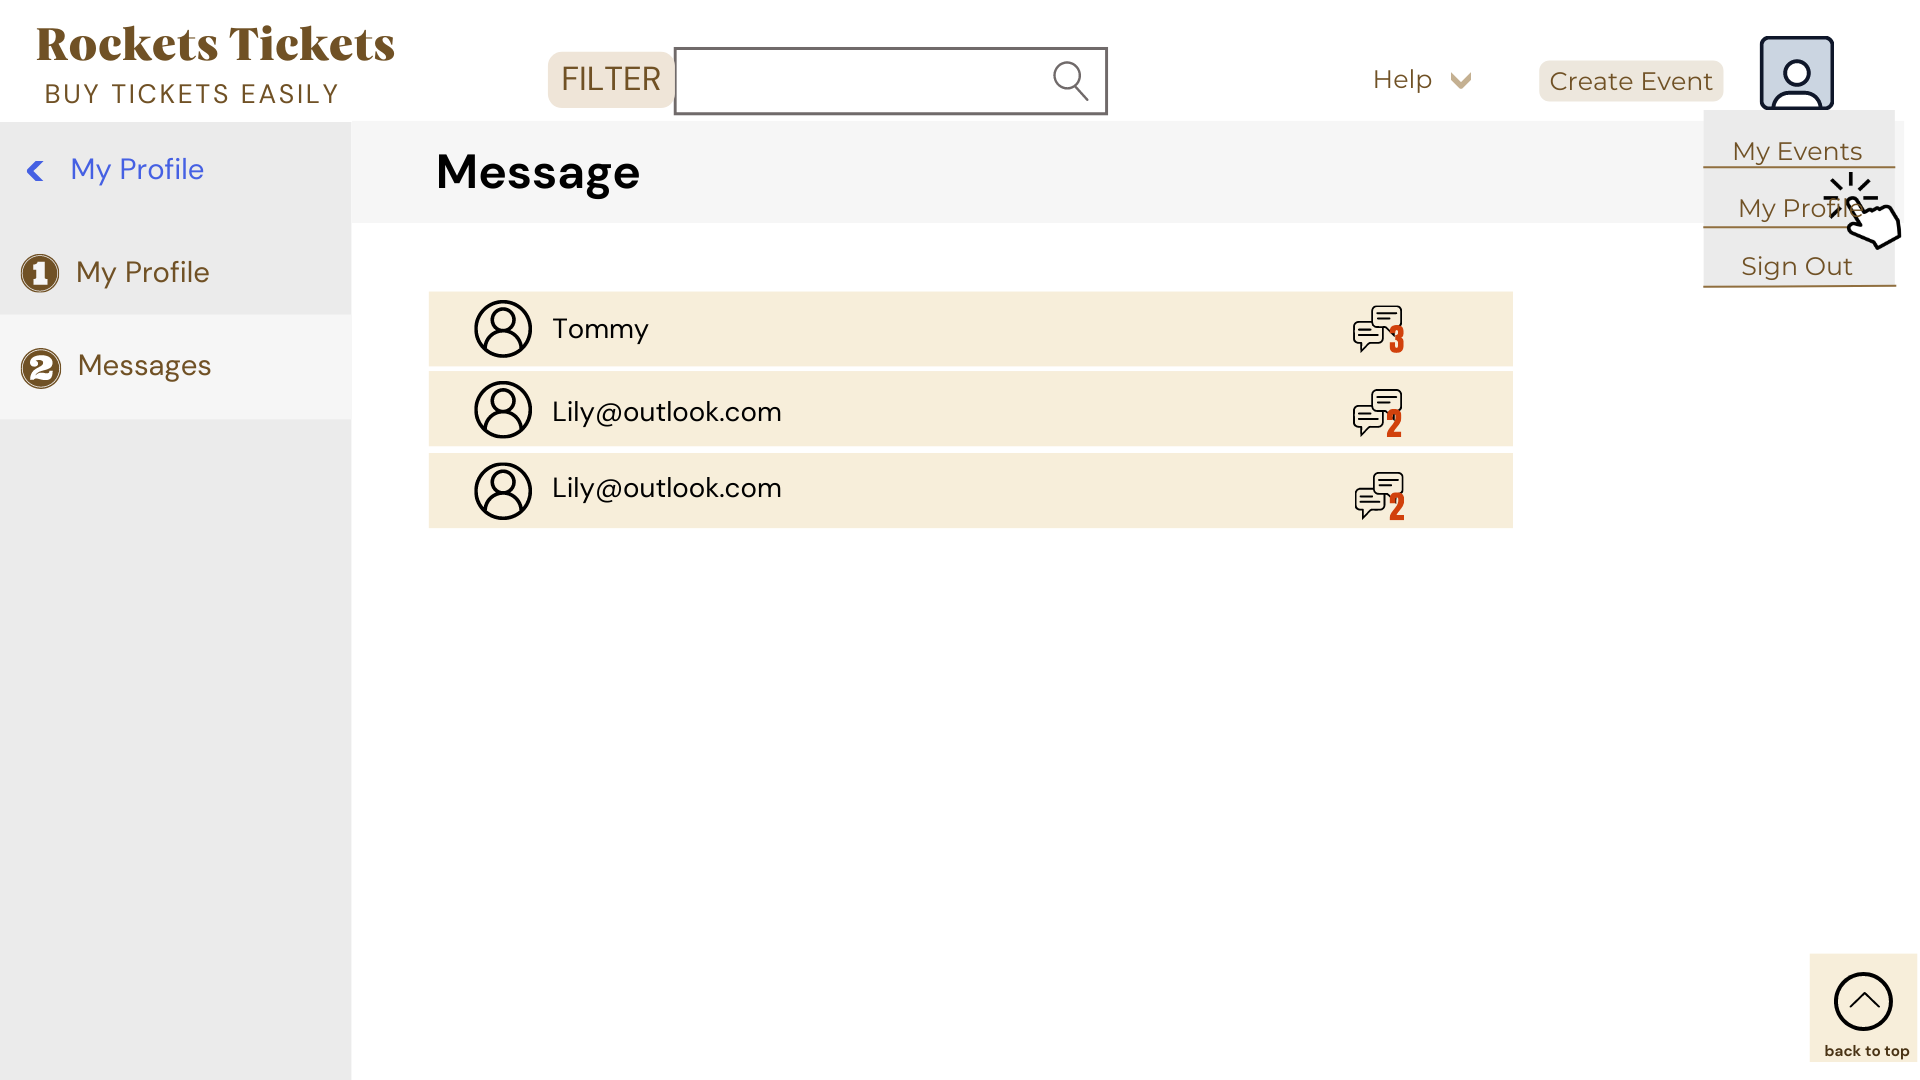 Rockets Tickets
BUY TICKETS EASILY
FILTER
Help
Create Event
My Events
My Profile
Sign Out
My Profile
1 My Profile
2 Messages
Message
Tommy 3
Lily@outlook.com 2
Lily@outlook.com 2
back to top